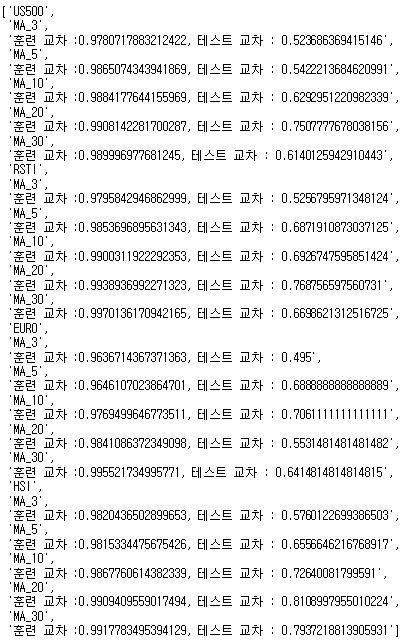 ['US500',
'MA_3',
'훈련 교차 :0.9780717883212422, 테스트 교차 : 0.523686369415146',
'MA_5',
'훈련 교차 :0.9865074343941869, 테스트 교차 : 0.5422213684620991',
'MA_10',
'훈련 교차 :0.9884177644155969, 테스트 교차 : 0.6292951220982339',
'MA_20',
'훈련 교차 :0.9908142281700287, 테스트 교차 : 0.7507777678038156',
'MA_30',
'훈련 교차 :0.989996977681245, 테스트 교차 : 0.6140125942910443',
'RSTI',
'MA_3',
'훈련 교차 :0.9795842946862999, 테스트 교차 : 0.5256795971348124',
'MA_5',
'훈련 교차 :0.9853696895631343, 테스트 교차 : 0.6871910873037125',
'MA_10',
'훈련 교차 :0.9900311922292353, 테스트 교차 : 0.6926747595851424',
'MA_20',
'훈련 교차 :0.9938936992271323, 테스트 교차 : 0.768756597560731',
'MA_30',
'훈련 교차 :0.9970136170942165, 테스트 교차 : 0.6698621312516725',
'EURO',
'MA_3',
'훈련 교차 :0.9636714367371363, 테스트 교차 : 0.495',
'MA_5',
'훈련 교차 :0.9646107023864701, 테스트 교차 : 0.6888888888888889',
'MA_10',
'훈련 교차 :0.9769499646773511, 테스트 교차 : 0.7061111111111111',
'MA_20',
'훈련 교차 :0.9841086372349098, 테스트 교차 : 0.5531481481481482',
'MA_30',
'훈련 교차 :0.995521734995771, 테스트 교차 : 0.6414814814814815',
'HSI',
'MA_3',
'훈련 교차 :0.9820436502899653, 테스트 교차 : 0.5760122699386503',
'MA_5',
'훈련 교차 :0.9815334475675426, 테스트 교차 : 0.6556646216768917',
'MA_10',
'훈련 교차 :0.9867760614382339, 테스트 교차 : 0.72640081799591',
'MA_20',
'훈련 교차 :0.9909409559017494, 테스트 교차 : 0.8108997955010224',
'MA_30',
'훈련 교차 :0.9917783495394129, 테스트 교차 : 0.7937218813905931']